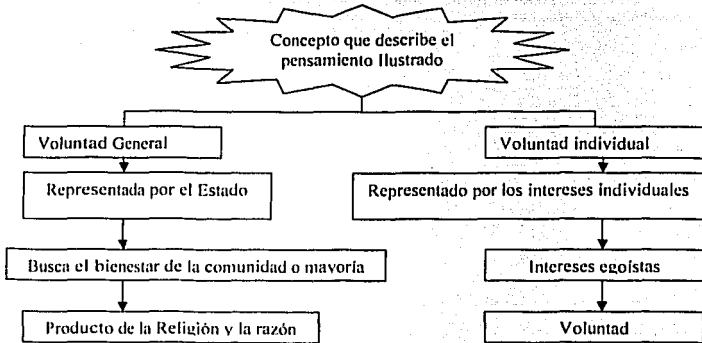 Concepto que describe el
pensamiento Ilustrado
Voluntad General
Voluntad individual
Representada por el Estado
Representado por los intereses individuales
Busca el bienestar de la comunidad o mayoría
Intereses egoístas
Producto de la Religión y la razón
Voluntad